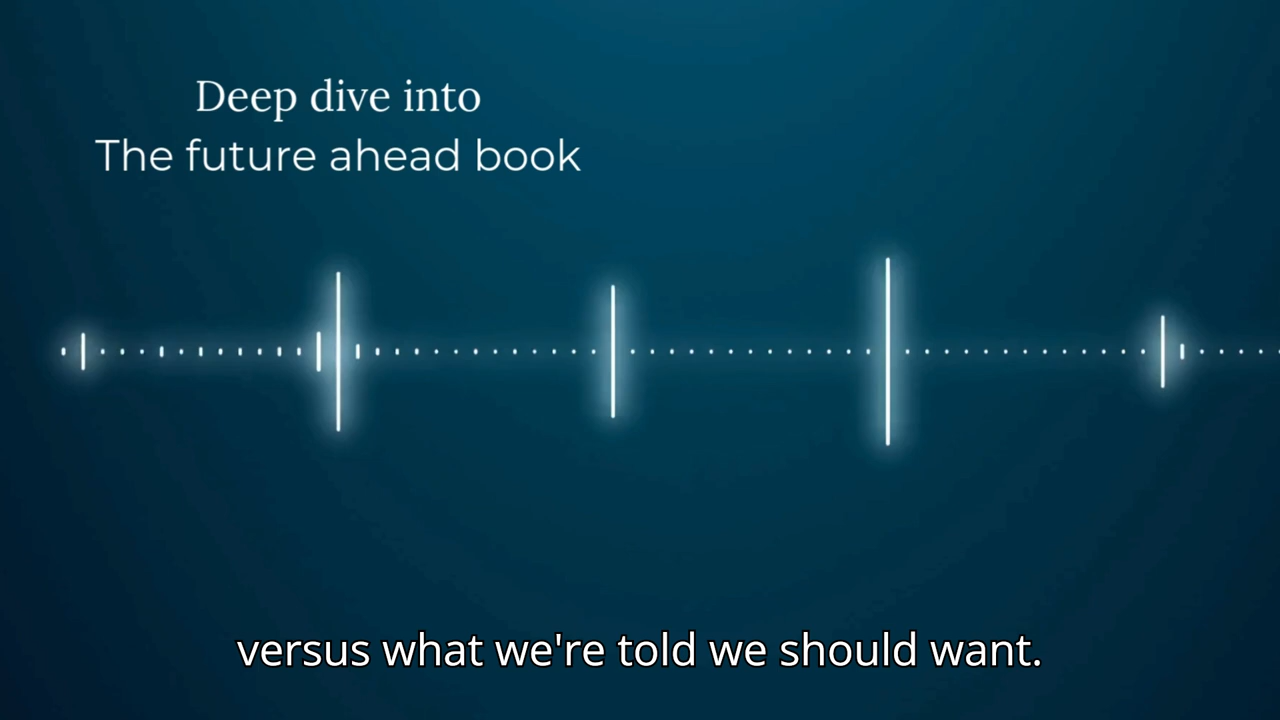 Deep dive into
The future ahead book
versus what we're told we should want.